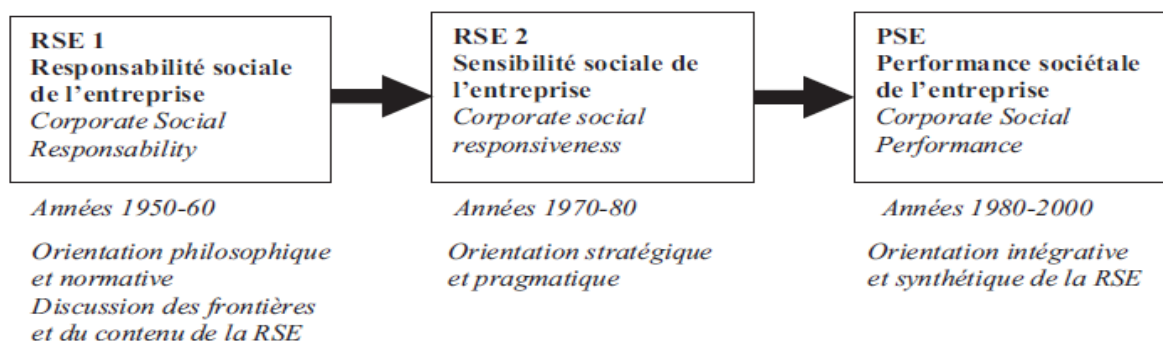 RSE 1
Responsabilité sociale
de l'entreprise
Corporate Social
Responsability
Années 1950-60
Orientation philosophique
et normative
Discussion des frontières
et du contenu de la RSE
RSE 2
Sensibilité sociale de
l'entreprise
Corporate social
responsiveness
Années 1970-80
Orientation stratégique
et pragmatique
PSE
Performance sociétale
de l'entreprise
Corporate Social
Performance
Années 1980-2000
Orientation intégrative
et synthétique de la RSE